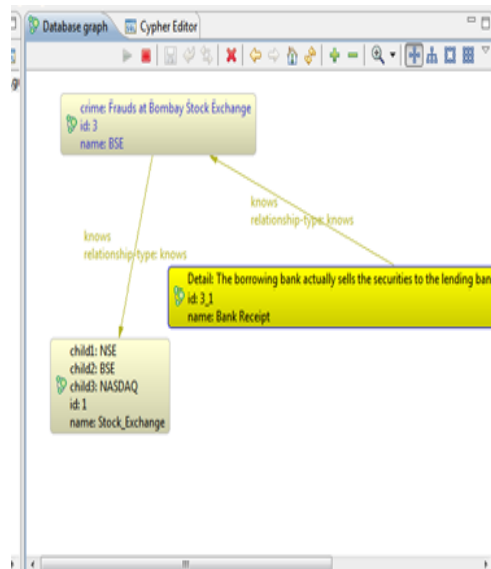 Database graph
Cypher Editor
crime: Frauds at Bombay Stock Exchange
id: 3
name: BSE
knows
relationship-type: knows
knows
relationship-type: knows
Detail: The borrowing bank actually sells the securities to the lending ban
id: 3_1
name: Bank Receipt
child1: NSE
child2: BSE
child3: NASDAQ
id: 1
name: Stock_Exchange